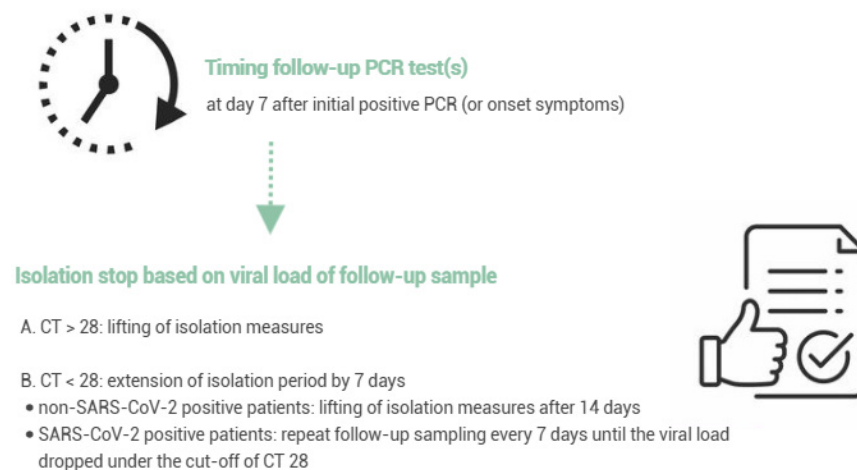 Timing follow-up PCR test(s)
at day 7 after initial positive PCR (or onset symptoms)
Isolation stop based on viral load of follow-up sample
A. CT > 28: lifting of isolation measures
B. CT < 28: extension of isolation period by 7 days
• non-SARS-CoV-2 positive patients: lifting of isolation measures after 14 days
• SARS-CoV-2 positive patients: repeat follow-up sampling every 7 days until the viral load
dropped under the cut-off of CT 28